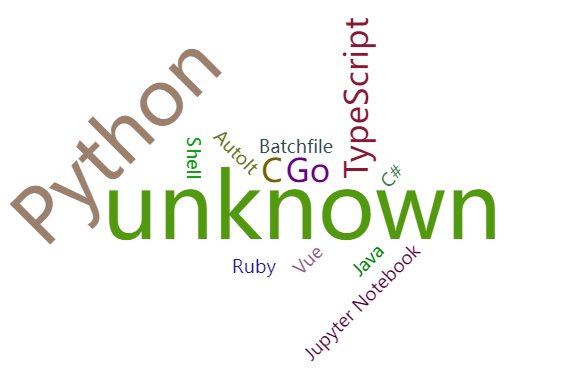 Python
TypeScript
Shell
AutoIt
Batchfile
C
Go
C#
unknown
Ruby
Vue
Java
Jupyter Notebook